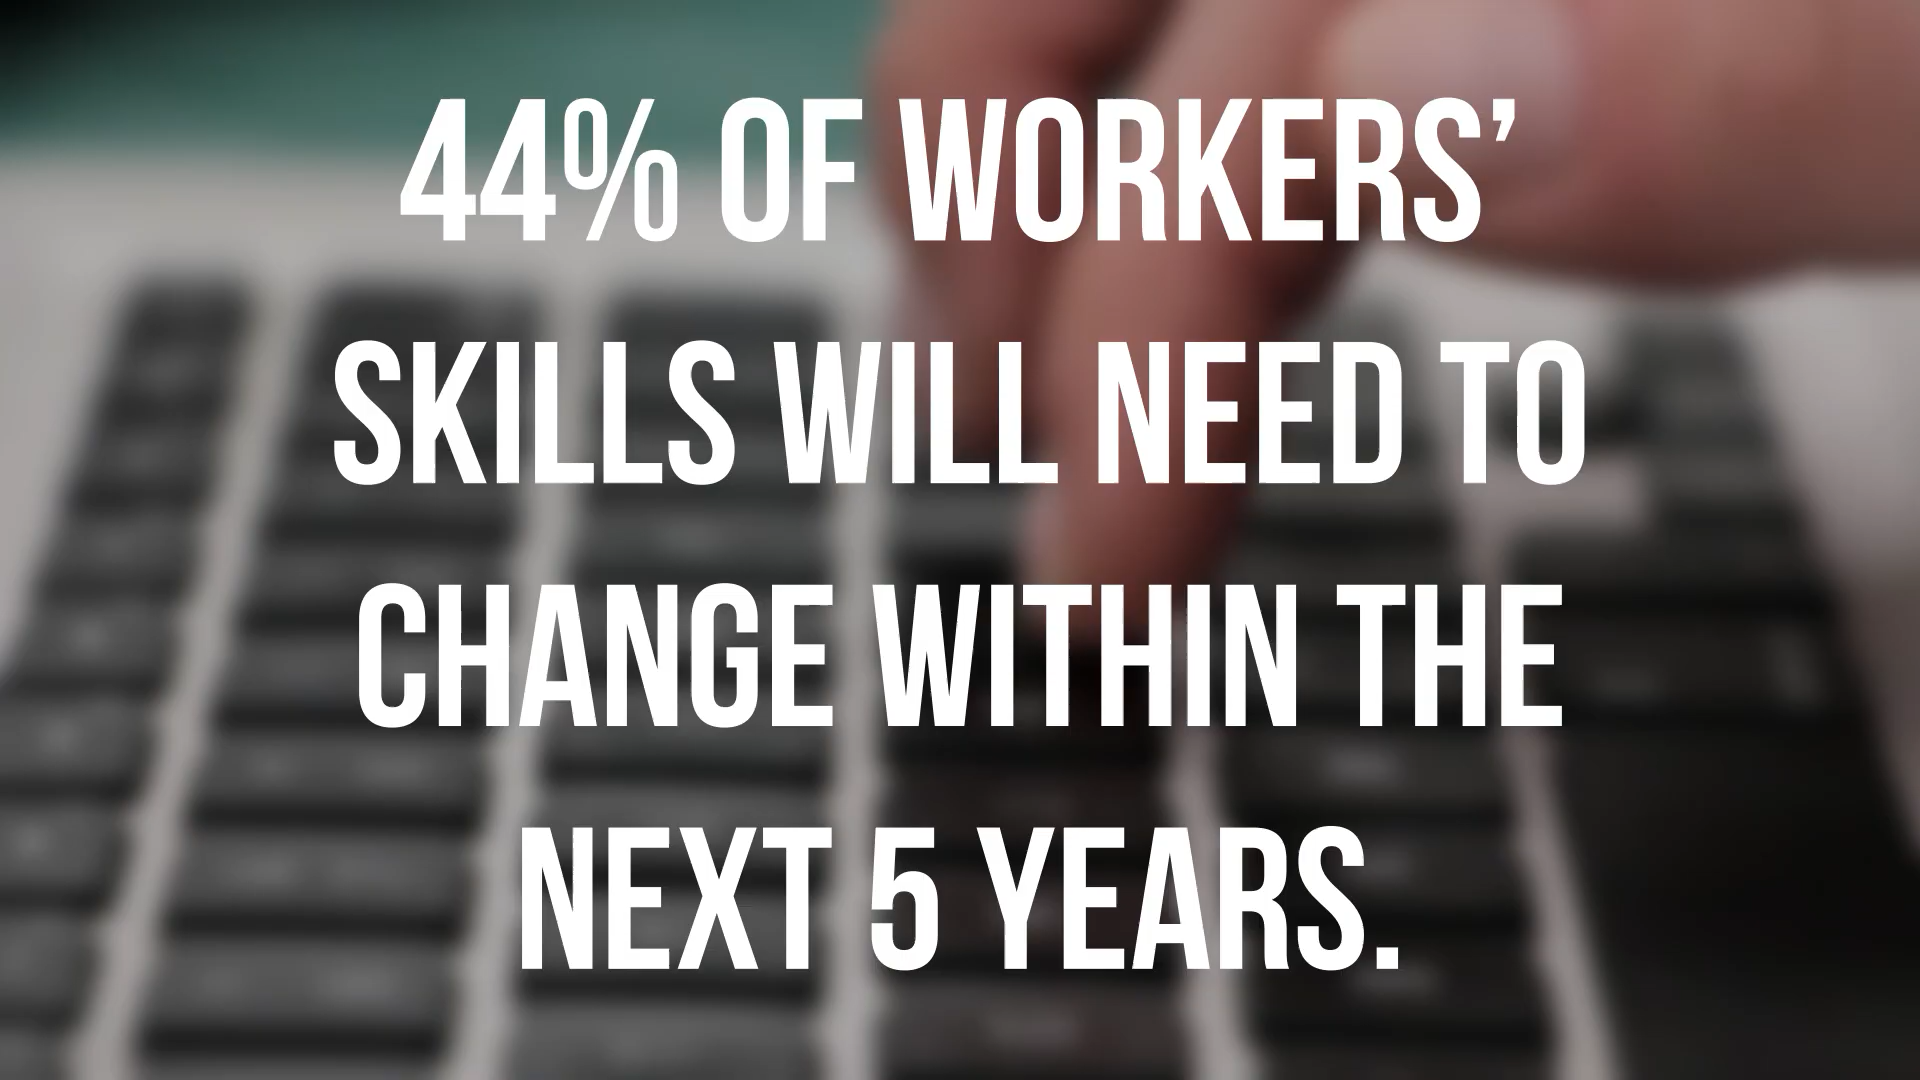 44% OF WORKERS’
SKILLS WILL NEED TO
CHANGE WITHIN THE
NEXT 5 YEARS.